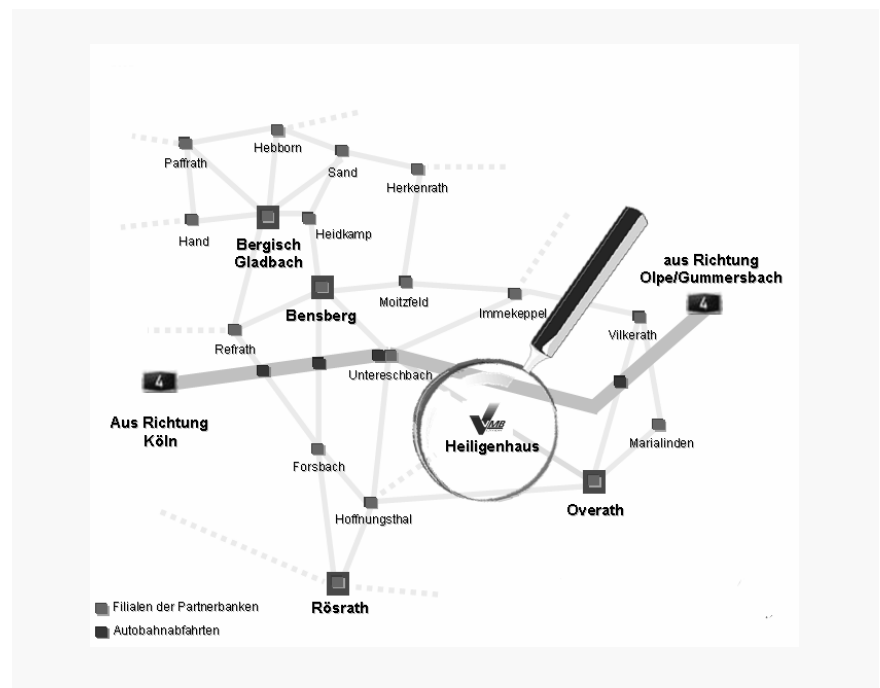 Hebborn
Paffrath
Sand
Herkenrath
Hand
Heidkamp
Bergisch
Gladbach
aus Richtung
Olpe/Gummersbach
4
Moitzfeld
Immekeppel
Bensberg
Vilkerath
Refrath
Untereschbach
4
Aus Richtung
Köln
VMB
Heiligenhaus
Marialinden
Forsbach
Overath
Hoffnungsthal
Rösrath
Filialen der Partnerbanken
Autobahnabfahrten